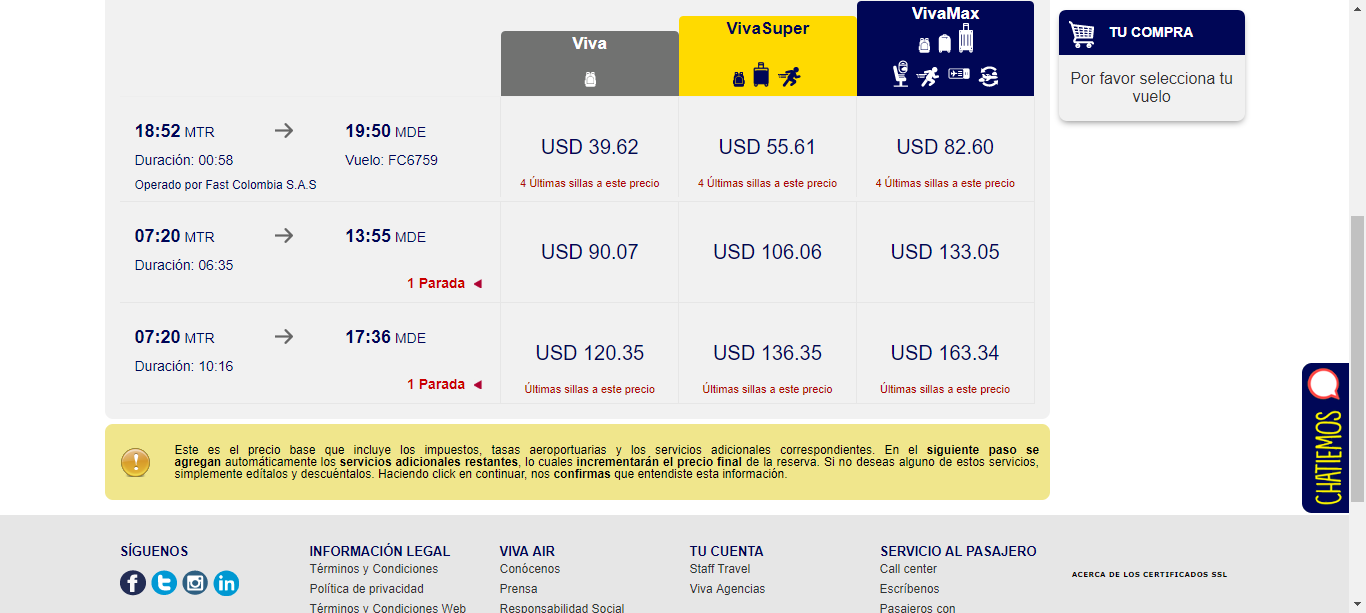 Viva
VivaSuper
VivaMax
TU COMPRA
Por favor selecciona tu
vuelo
18:52 MTR
19:50 MDE
Duración: 00:58
Vuelo: FC6759
Operado por Fast Colombia S.A.S
USD 39.62
4 Últimas sillas a este precio
USD 55.61
4 Últimas sillas a este precio
USD 82.60
4 Últimas sillas a este precio
07:20 MTR
13:55 MDE
Duración: 06:35
1 Parada
USD 90.07
USD 106.06
USD 133.05
07:20 MTR
17:36 MDE
Duración: 10:16
1 Parada
USD 120.35
Últimas sillas a este precio
USD 136.35
Últimas sillas a este precio
USD 163.34
Últimas sillas a este precio
Este es el precio base que incluye los impuestos, tasas aeroportuarias y los servicios adicionales correspondientes. En el siguiente paso se
agregan automáticamente los servicios adicionales restantes, lo cuales incrementarán el precio final de la reserva. Si no deseas alguno de estos servicios,
simplemente edítalos y descuéntalos. Haciendo click en continuar, nos confirmas que entendiste esta información.
CHATIEMOS
SÍGUENOS
INFORMACIÓN LEGAL
Términos y Condiciones
Política de privacidad
Términos y Condiciones Web
VIVA AIR
Conócenos
Prensa
Responsabilidad Social
TU CUENTA
Staff Travel
Viva Agencias
SERVICIO AL PASAJERO
Call center
Escríbenos
Pasajeros con
ACERCA DE LOS CERTIFICADOS SSL